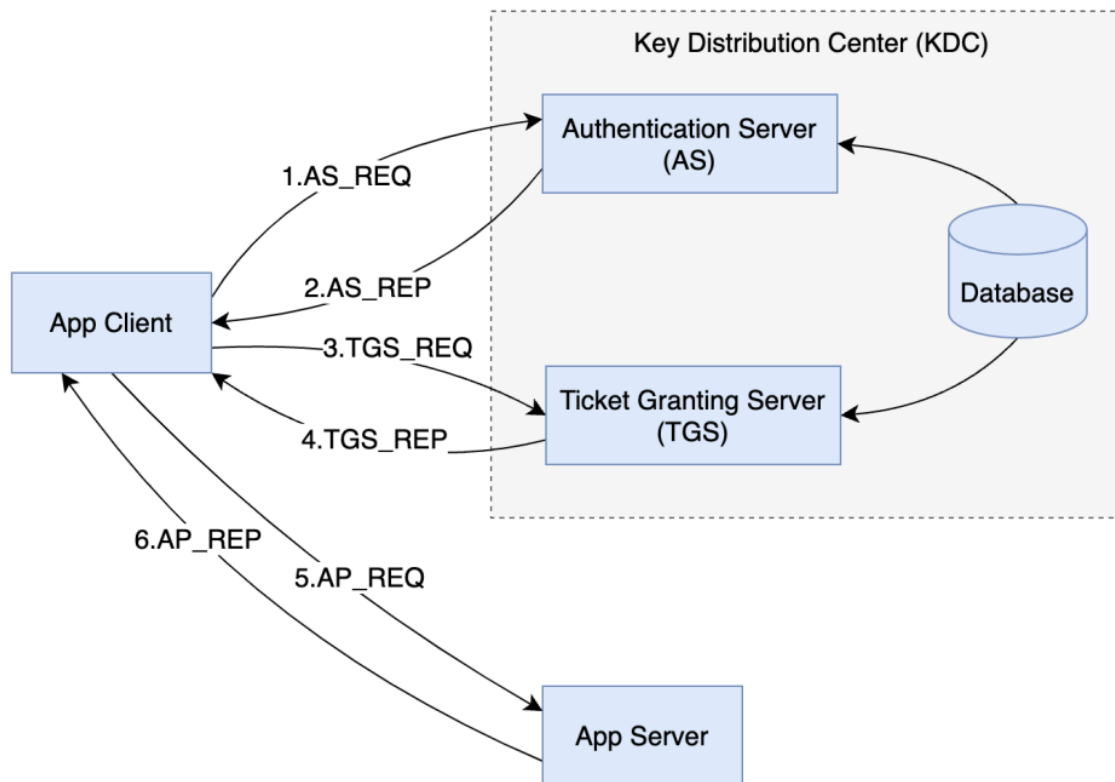 Key Distribution Center (KDC)
Authentication Server
(AS)
1.AS_REQ
2.AS_REP
Database
App Client
3.TGS_REQ
Ticket Granting Server
(TGS)
4.TGS_REP
6.AP_REP
5.AP_REQ
App Server